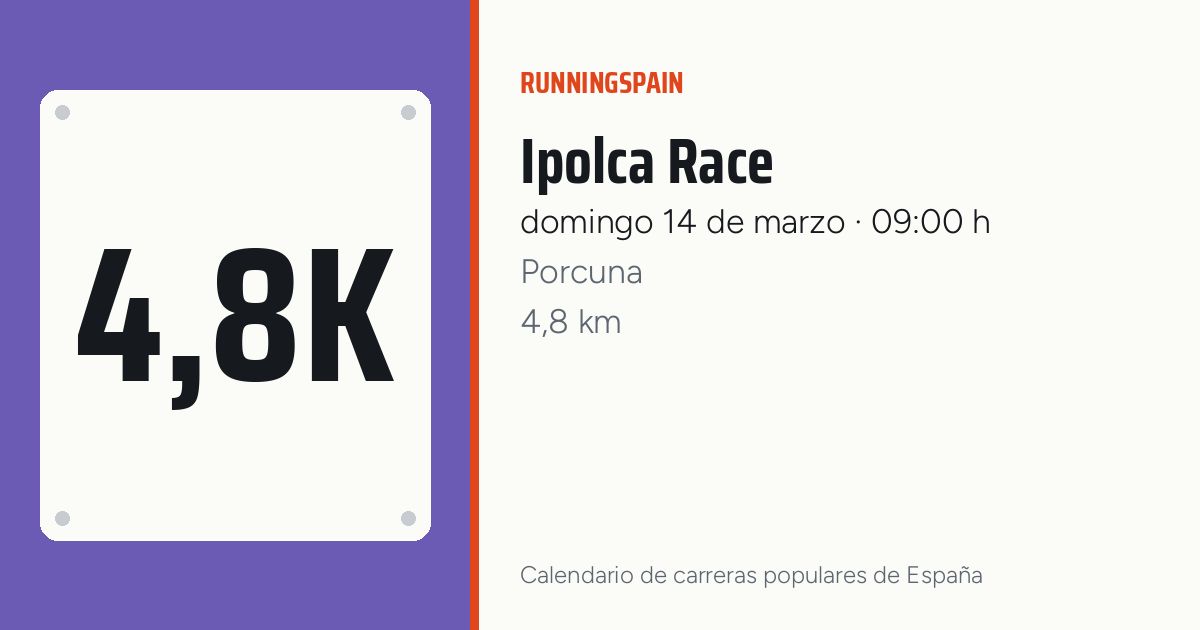 4,8K
RUNNINGSPAIN
Ipolca Race
domingo 14 de marzo · 09:00 h
Porcuna
4,8 km
Calendario de carreras populares de España